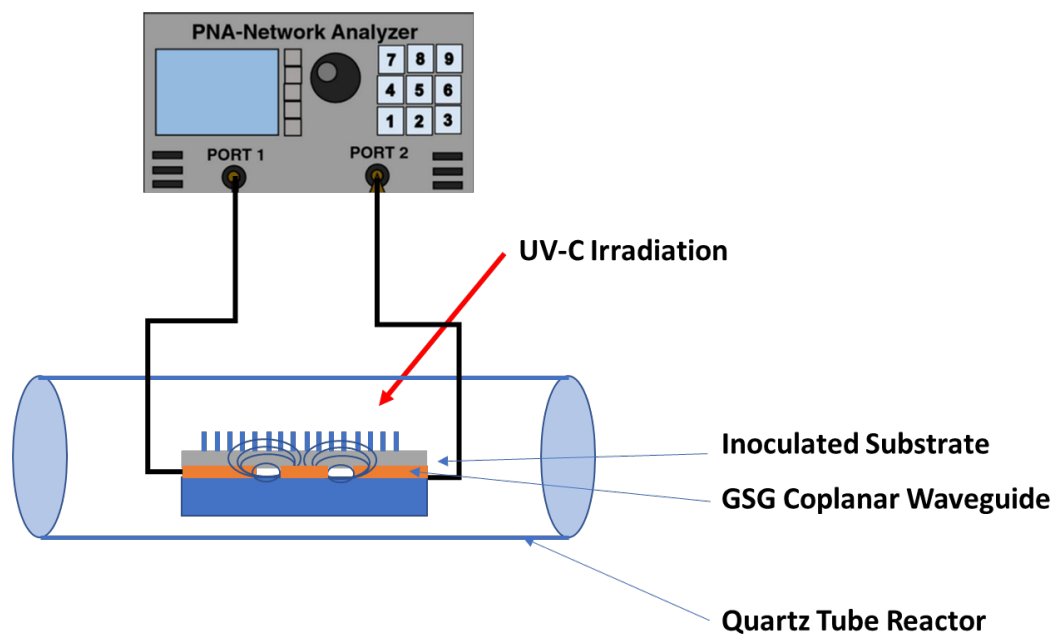 PNA-Network Analyzer
7 8 9
4 5 6
1 2 3
PORT 1
PORT 2
UV-C Irradiation
Inoculated Substrate
GSG Coplanar Waveguide
Quartz Tube Reactor